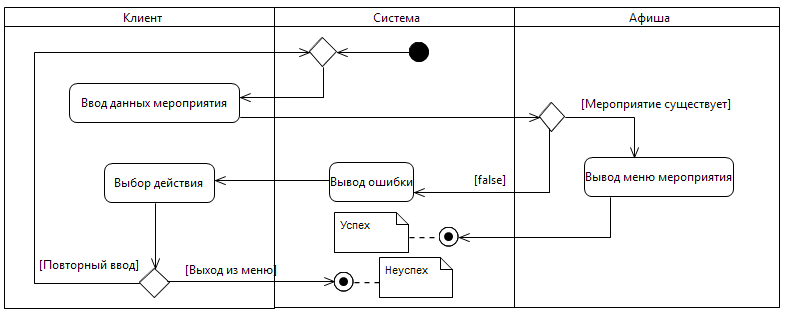 Клиент
Система
Афиша
Ввод данных мероприятия
[Мероприятие существует]
Выбор действия
Вывод ошибки
[false]
Вывод меню мероприятия
Успех
[Повторный ввод]
[Выход из меню]
Неуспех